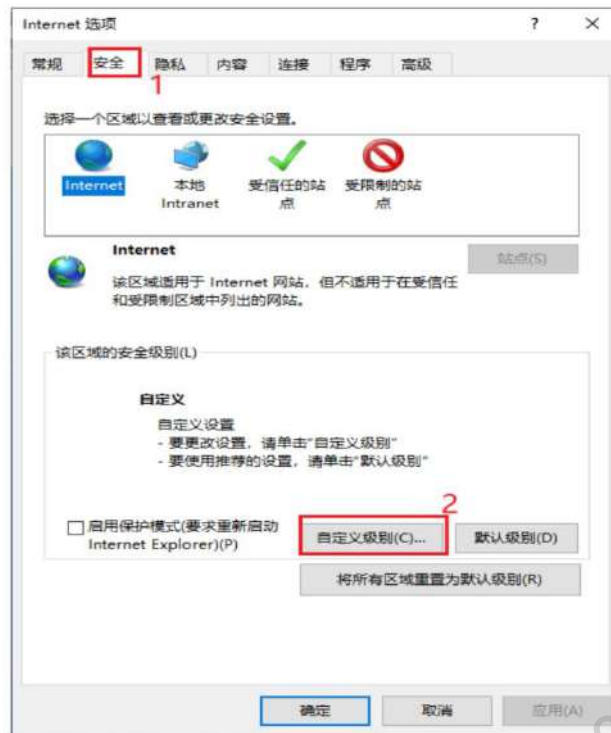 Internet 选项
?
×
常规 安全 隐私 内容 连接 程序 高级
1
选择一个区域以查看或更改安全设置。
Internet
本地
Intranet
受信任的站
点
受限制的站
点
Internet
站点(S)
该区域适用于 Internet 网站，但不适用于在受信任
和受限制区域中列出的网站。
该区域的安全级别(L)
自定义
自定义设置
- 要更改设置，请单击“自定义级别”
- 要使用推荐的设置，请单击“默认级别”
2
启用保护模式(要求重新启动
Internet Explorer)(P)
自定义级别(C)... 默认级别(D)
将所有区域重置为默认级别(R)
确定 取消 应用(A)